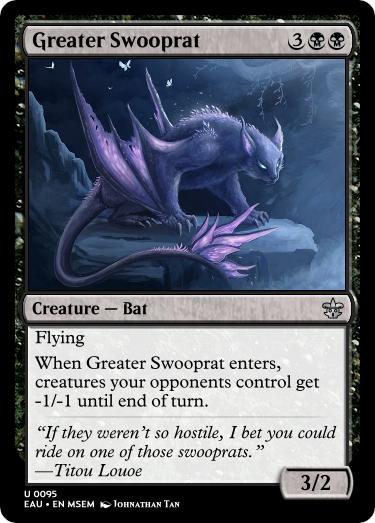 Greater Swooprat 3
Creature — Bat
Flying
When Greater Swooprat enters,
creatures your opponents control get
-1/-1 until end of turn.
“If they weren’t so hostile, I bet you could
ride on one of those swooprats.”
—Titou Louoe
3/2
U 0095
EAU • EN MSEM Johnathan Tan